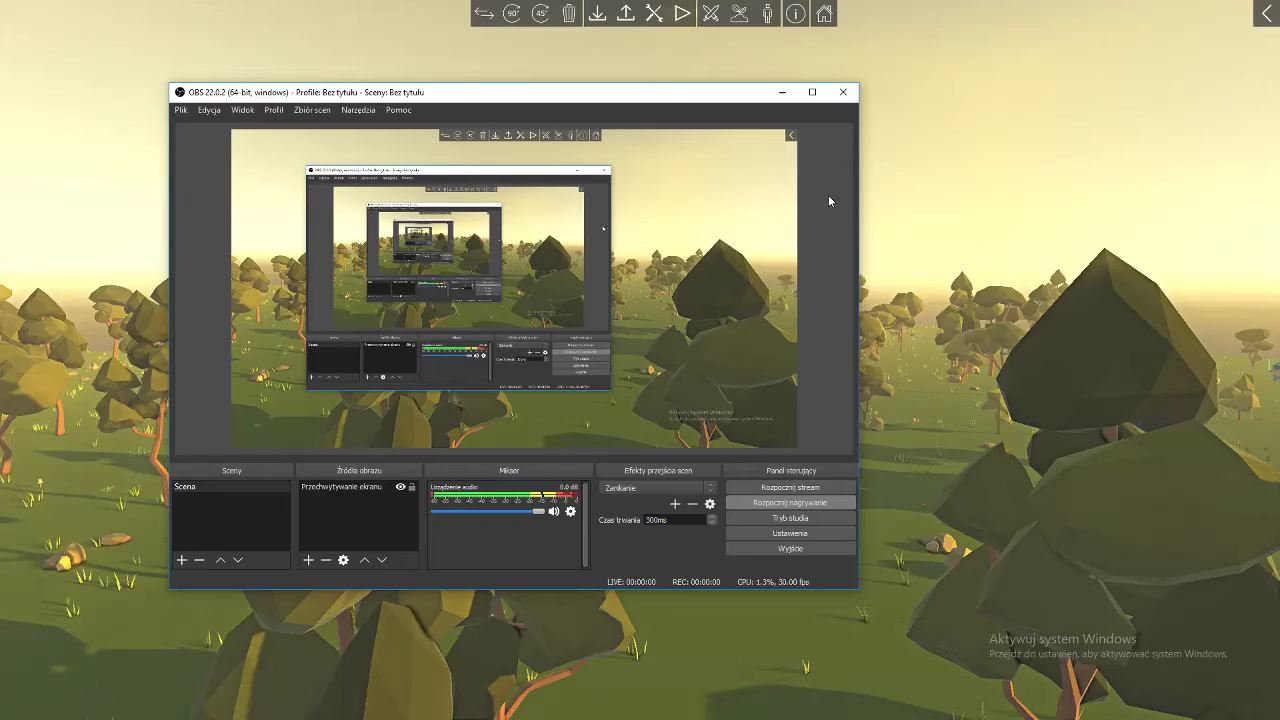 90°
45°
OBS 22.0.2 (64-bit, windows) - Profile: Bez tytułu - Sceny: Bez tytułu
Plik Edycja Widok Profil Zbiór scen Narzędzia Pomoc
Sceny Źródła obrazu Mikser Efekty przejścia scen Panel sterujący
Scena
Przechwytywanie ekranu
Urządzenie audio 0.0 dB
Zanikanie
Czas trwania 300ms
Rozpocznij stream
Rozpocznij nagrywanie
Tryb studia
Ustawienia
Wyjście
LIVE: 00:00:00 REC: 00:00:00 CPU: 1.3%, 30.00 fps
Aktywuj system Windows
Przejdź do ustawień, aby aktywować system Windows.